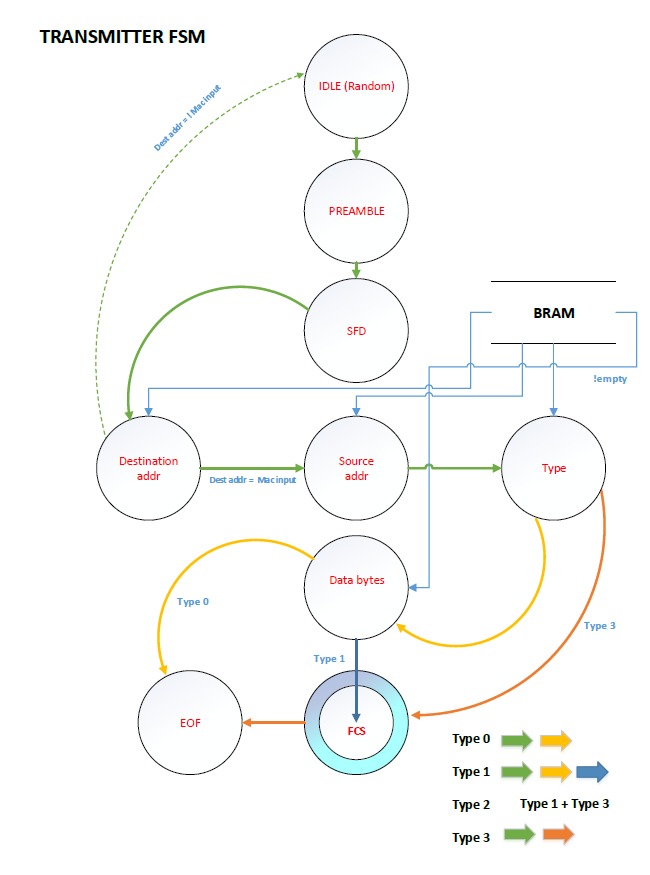 TRANSMITTER FSM
IDLE (Random)
Dest addr = ! Mac input
PREAMBLE
SFD
BRAM
!empty
Destination
addr
Dest addr = Mac input
Source
addr
Type
Data bytes
Type 0
Type 3
Type 1
EOF
FCS
Type 0
Type 1
Type 2 Type 1 + Type 3
Type 3